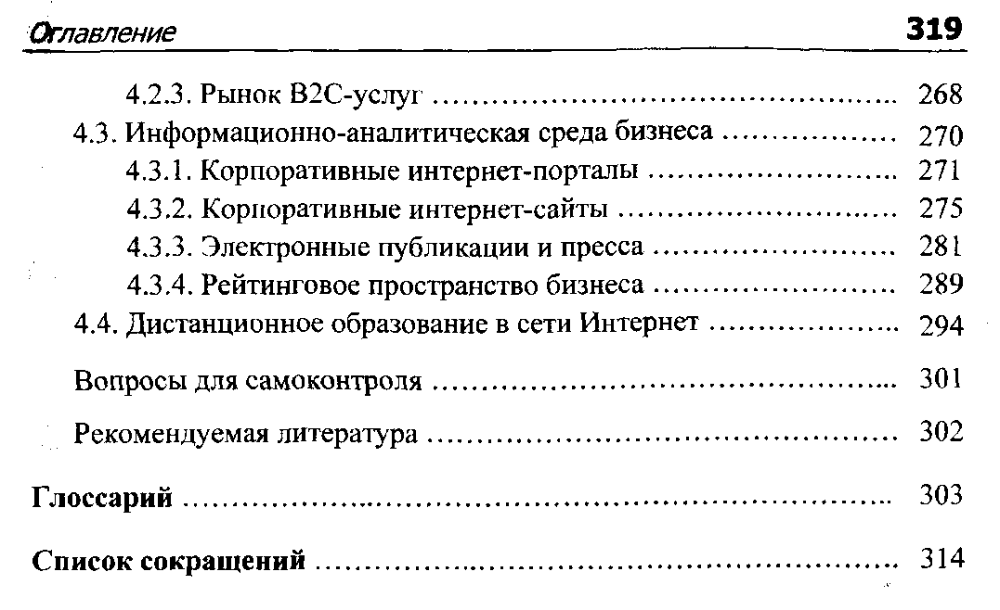 Оглавление 319
4.2.3. Рынок В2С-услуг ........................................................ 268
4.3. Информационно-аналитическая среда бизнеса .................... 270
4.3.1. Корпоративные интернет-порталы ............................. 271
4.3.2. Корпоративные интернет-сайты ................................ 275
4.3.3. Электронные публикации и пресса ............................ 281
4.3.4. Рейтинговое пространство бизнеса ............................ 289
4.4. Дистанционное образование в сети Интернет ...................... 294
Вопросы для самоконтроля ........................................................ 301
Рекомендуемая литература ........................................................ 302
Глоссарий .................................................................................... 303
Список сокращений ..................................................................... 314